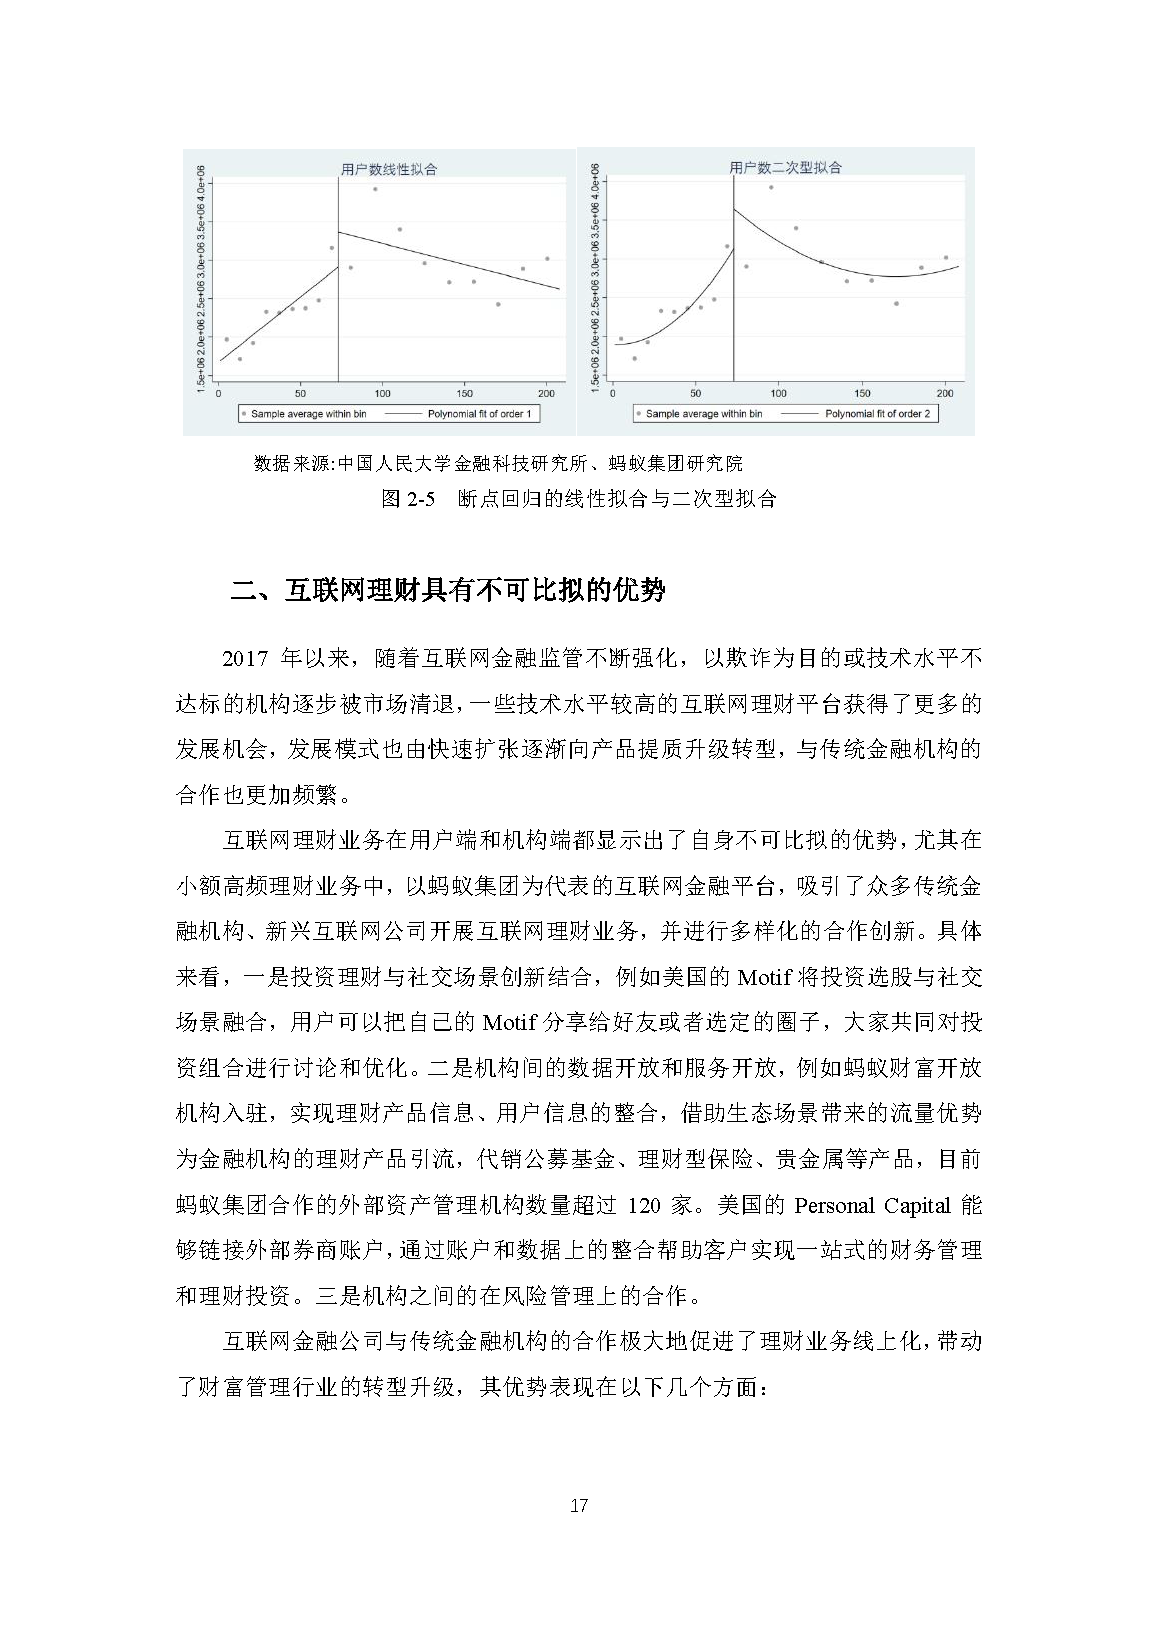 用户数线性拟合
1.5e+06 2.0e+06 2.5e+06 3.0e+06 3.5e+06 4.0e+06
0 50 100 150 200
Sample average within bin Polynomial fit of order 1
用户数二次型拟合
1.5e+06 2.0e+06 2.5e+06 3.0e+06 3.5e+06 4.0e+06
0 50 100 150 200
Sample average within bin Polynomial fit of order 2
数据来源:中国人民大学金融科技研究所、蚂蚁集团研究院
图 2-5 断点回归的线性拟合与二次型拟合
二、互联网理财具有不可比拟的优势
2017 年以来，随着互联网金融监管不断强化，以欺诈为目的或技术水平不
达标的机构逐步被市场清退，一些技术水平较高的互联网理财平台获得了更多的
发展机会，发展模式也由快速扩张逐渐向产品提质升级转型，与传统金融机构的
合作也更加频繁。
互联网理财业务在用户端和机构端都显示出了自身不可比拟的优势，尤其在
小额高频理财业务中，以蚂蚁集团为代表的互联网金融平台，吸引了众多传统金
融机构、新兴互联网公司开展互联网理财业务，并进行多样化的合作创新。具体
来看，一是投资理财与社交场景创新结合，例如美国的 Motif 将投资选股与社交
场景融合，用户可以把自己的 Motif 分享给好友或者选定的圈子，大家共同对投
资组合进行讨论和优化。二是机构间的数据开放和服务开放，例如蚂蚁财富开放
机构入驻，实现理财产品信息、用户信息的整合，借助生态场景带来的流量优势
为金融机构的理财产品引流，代销公募基金、理财型保险、贵金属等产品，目前
蚂蚁集团合作的外部资产管理机构数量超过 120 家。美国的 Personal Capital 能
够链接外部券商账户，通过账户和数据上的整合帮助客户实现一站式的财务管理
和理财投资。三是机构之间的在风险管理上的合作。
互联网金融公司与传统金融机构的合作极大地促进了理财业务线上化，带动
了财富管理行业的转型升级，其优势表现在以下几个方面：
17